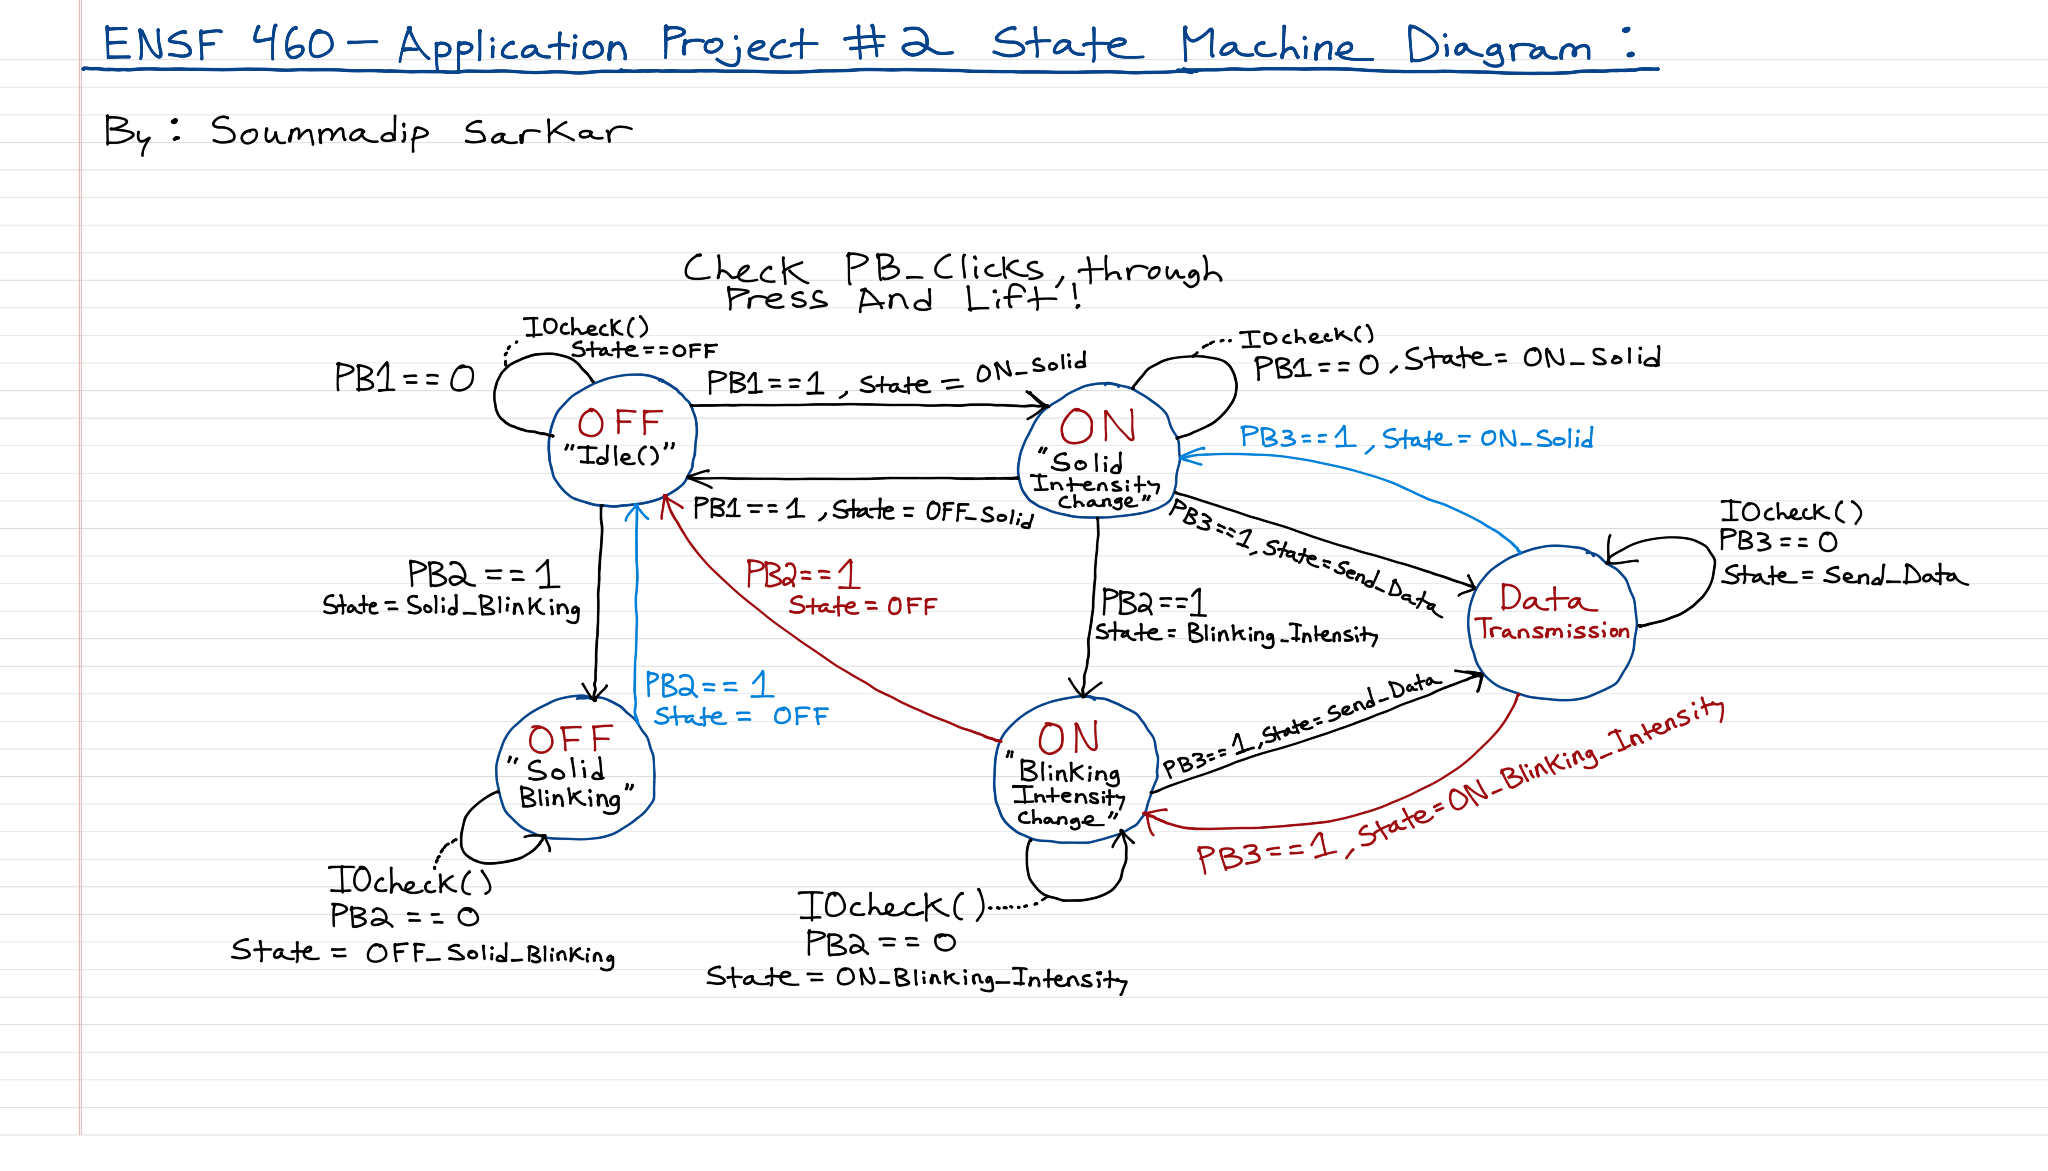 ENSF 460 - Application Project #2 State Machine Diagram :
By : Soummadip Sarkar
Check PB_Clicks, through
Press And Lift!
IOcheck()
State==OFF
PB1==0
PB1==1 , State = ON_Solid
IOcheck()
PB1==0 , State = ON_Solid
OFF
"Idle()"
ON
"Solid
Intensity
Change"
PB3==1 , State = ON_Solid
PB1==1 , State = OFF_Solid
PB3==1, State=Send_Data
IOcheck()
PB3==0
State = Send_Data
PB2==1
State = Solid_Blinking
PB2==1
State = OFF
PB2==1
State = Blinking_Intensity
Data
Transmission
PB2==1
State = OFF
OFF
"Solid
Blinking"
ON
"Blinking
Intensity
Change"
PB3==1, State=Send_Data
PB3==1, State=ON_Blinking_Intensity
IOcheck()
PB2==0
State = OFF_Solid_Blinking
IOcheck()
PB2==0
State = ON_Blinking_Intensity